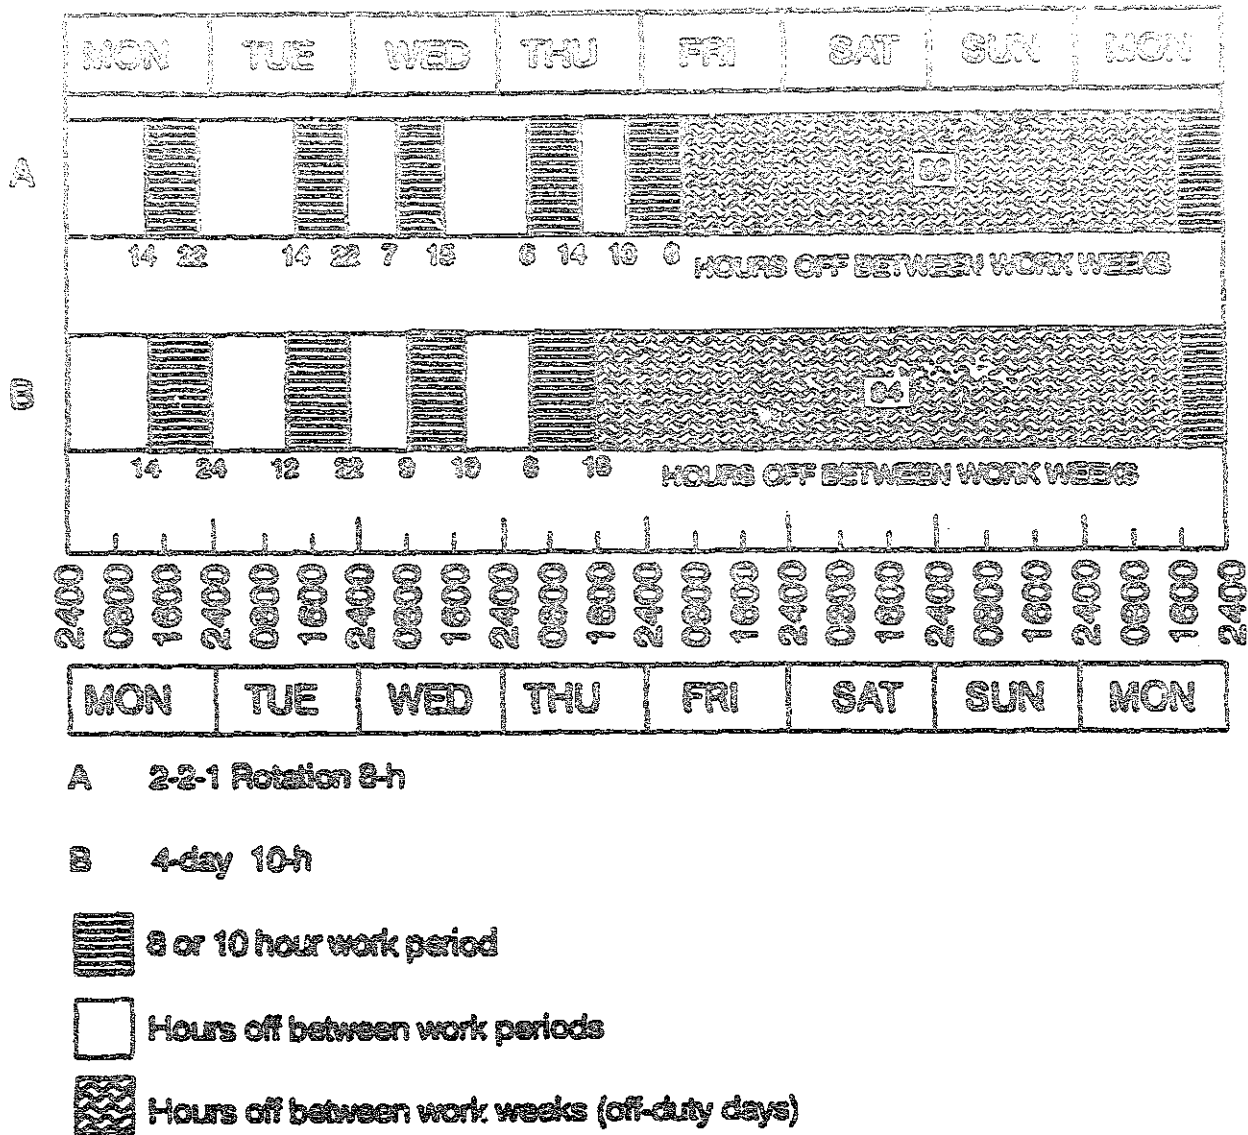 MON TUE WED THU FRI SAT SUN MON
A
14 22 14 22 7 15 6 14 10 6
HOURS OFF BETWEEN WORK WEEKS
B
14 24 12 22 16
HOURS OFF BETWEEN WORK WEEKS
2400 0800 1600 2400 0800 1600 2400 0800 1600 2400 0800 1600 2400 0800 1600 2400 0800 1600 2400 0800 1600 2400 0800 1600 2400
MON TUE WED THU FRI SAT SUN MON
A 2-2-1 Rotation 8-h
B 4-day 10-h
8 or 10 hour work period
Hours off between work periods
Hours off between work weeks (off-duty days)